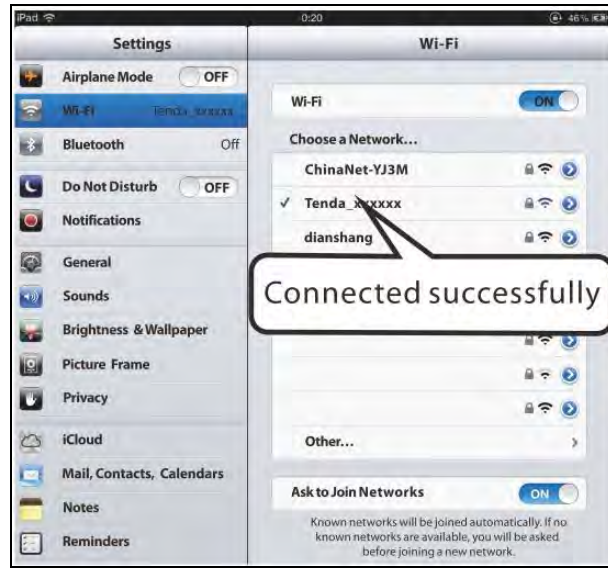 iPad 0:20 46%
Settings
Wi-Fi
Airplane Mode OFF
Wi-Fi Tenda_xxxxxx
Bluetooth Off
Do Not Disturb OFF
Notifications
General
Sounds
Brightness & Wallpaper
Picture Frame
Privacy
iCloud
Mail, Contacts, Calendars
Notes
Reminders
Wi-Fi ON
Choose a Network...
ChinaNet-YJ3M
Tenda_xxxxxx
dianshang
Connected successfully
Other...
Ask to Join Networks ON
Known networks will be joined automatically. If no
known networks are available, you will be asked
before joining a new network.